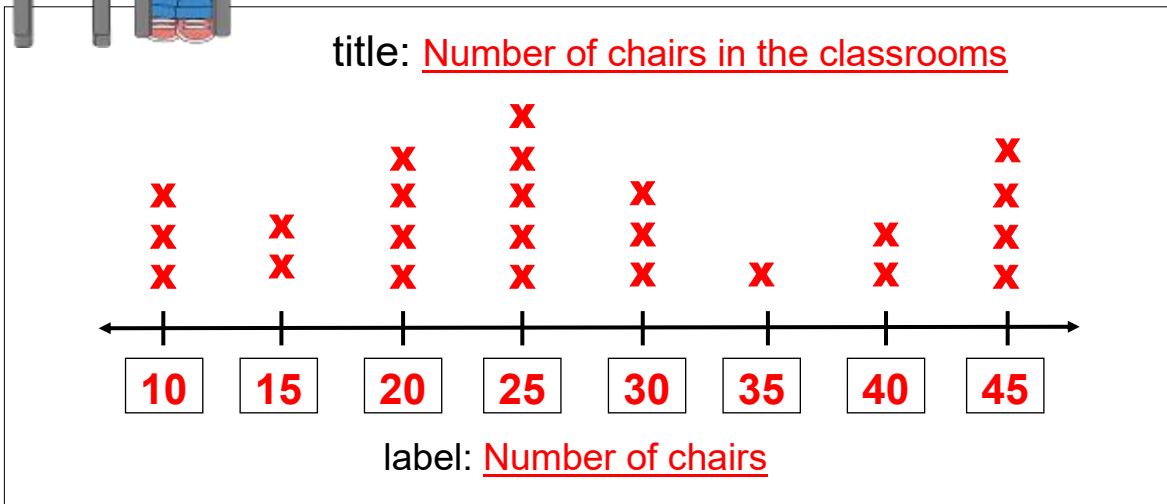 title: Number of chairs in the classrooms
x
x x
x x x x x
x x x x x x x
x x x x x x x x
10 15 20 25 30 35 40 45
label: Number of chairs